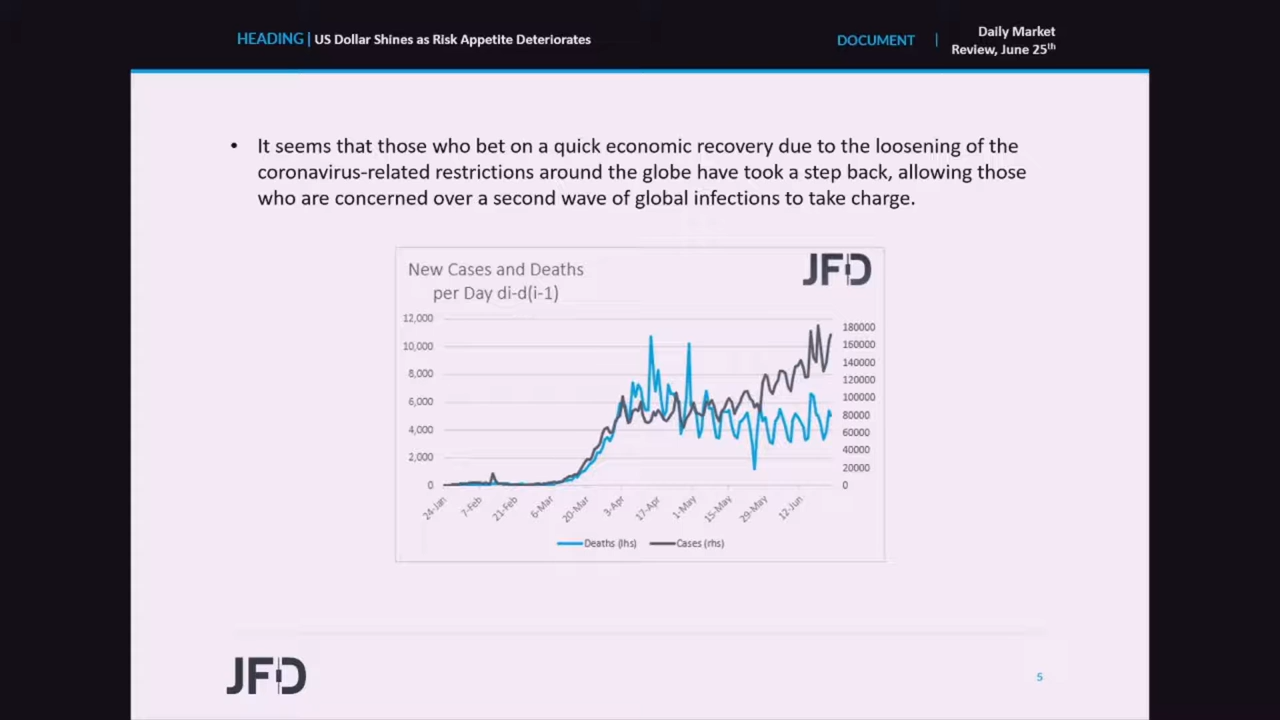 HEADING | US Dollar Shines as Risk Appetite Deteriorates
DOCUMENT |
Daily Market
Review, June 25th
• It seems that those who bet on a quick economic recovery due to the loosening of the
coronavirus-related restrictions around the globe have took a step back, allowing those
who are concerned over a second wave of global infections to take charge.
New Cases and Deaths
per Day di-d(i-1)
JFD
12,000
10,000
8,000
6,000
4,000
2,000
0
180000
160000
140000
120000
100000
80000
60000
40000
20000
0
24-Jan
7-Feb
21-Feb
6-Mar
20-Mar
3-Apr
17-Apr
1-May
15-May
29-May
12-Jun
Deaths (lhs)
Cases (rhs)
JFD
5